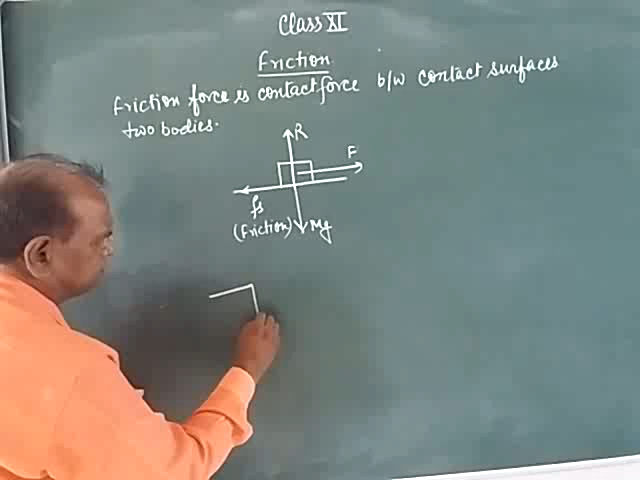 Class XI
Friction
Friction force is contact force b/w contact surfaces
two bodies.
R
F
fs
(Friction)
Mg